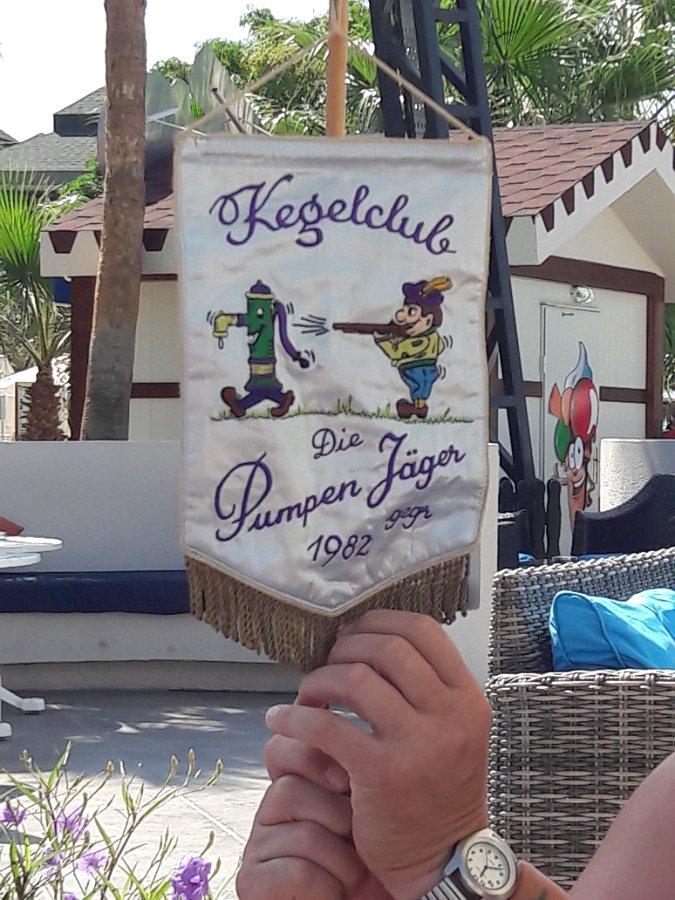 Kegelclub
Die
Pumpen Jäger
gegr
1982